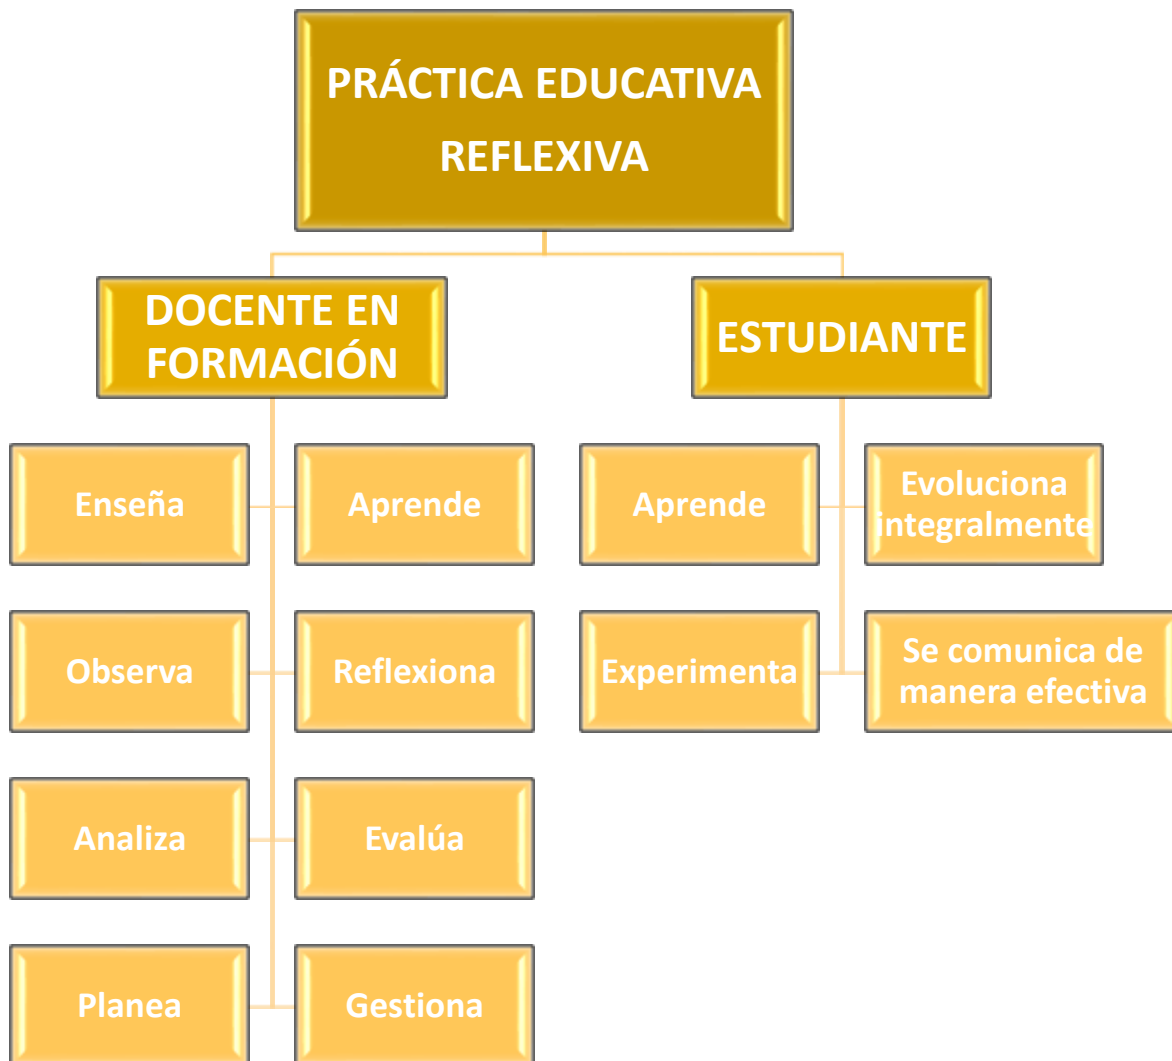 PRÁCTICA EDUCATIVA
REFLEXIVA
DOCENTE EN
FORMACIÓN
ESTUDIANTE
Enseña
Aprende
Aprende
Evoluciona
integralmente
Observa
Reflexiona
Experimenta
Se comunica de
manera efectiva
Analiza
Evalúa
Planea
Gestiona